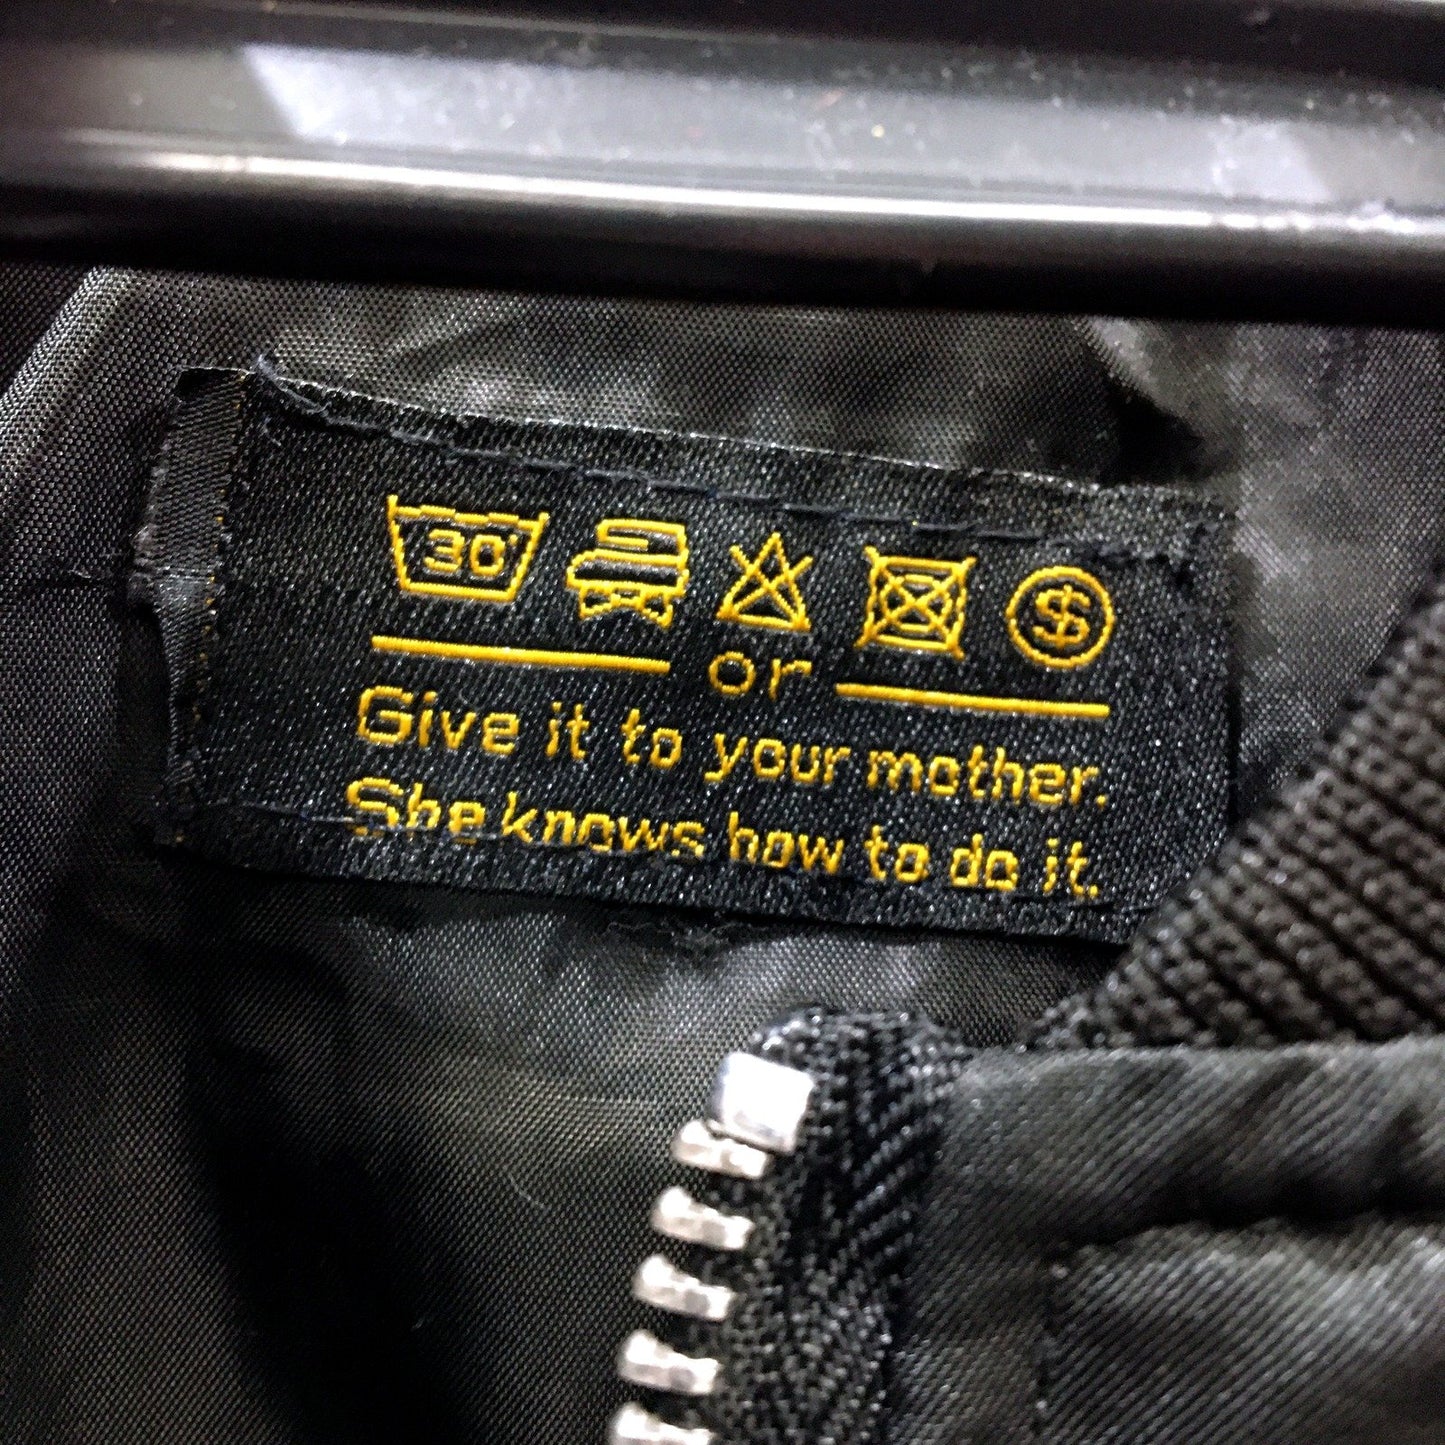 30°
$
or
Give it to your mother.
She knows how to do it.